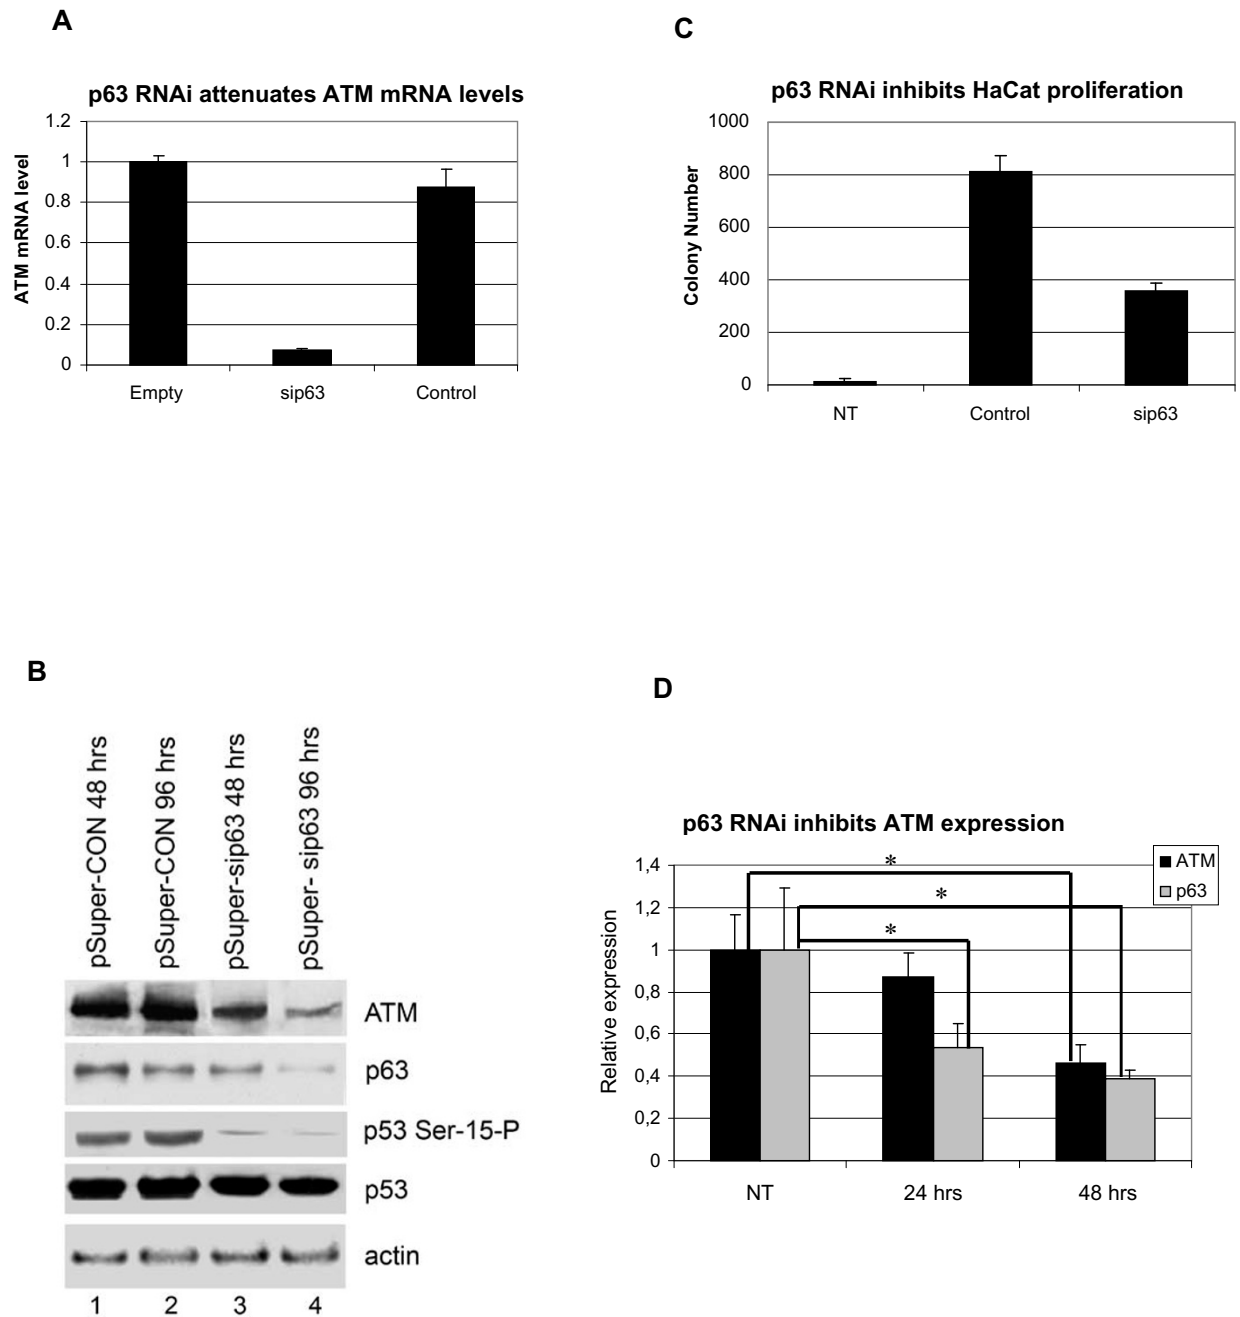 A
p63 RNAi attenuates ATM mRNA levels
ATM mRNA level
1.2
1
0.8
0.6
0.4
0.2
0
Empty sip63 Control
C
p63 RNAi inhibits HaCat proliferation
Colony Number
1000
800
600
400
200
0
NT Control sip63
B
pSuper-CON 48 hrs
pSuper-CON 96 hrs
pSuper-sip63 48 hrs
pSuper- sip63 96 hrs
ATM
p63
p53 Ser-15-P
p53
actin
1 2 3 4
D
p63 RNAi inhibits ATM expression
Relative expression
1,4
1,2
1
0,8
0,6
0,4
0,2
0
*
*
*
ATM
p63
NT 24 hrs 48 hrs